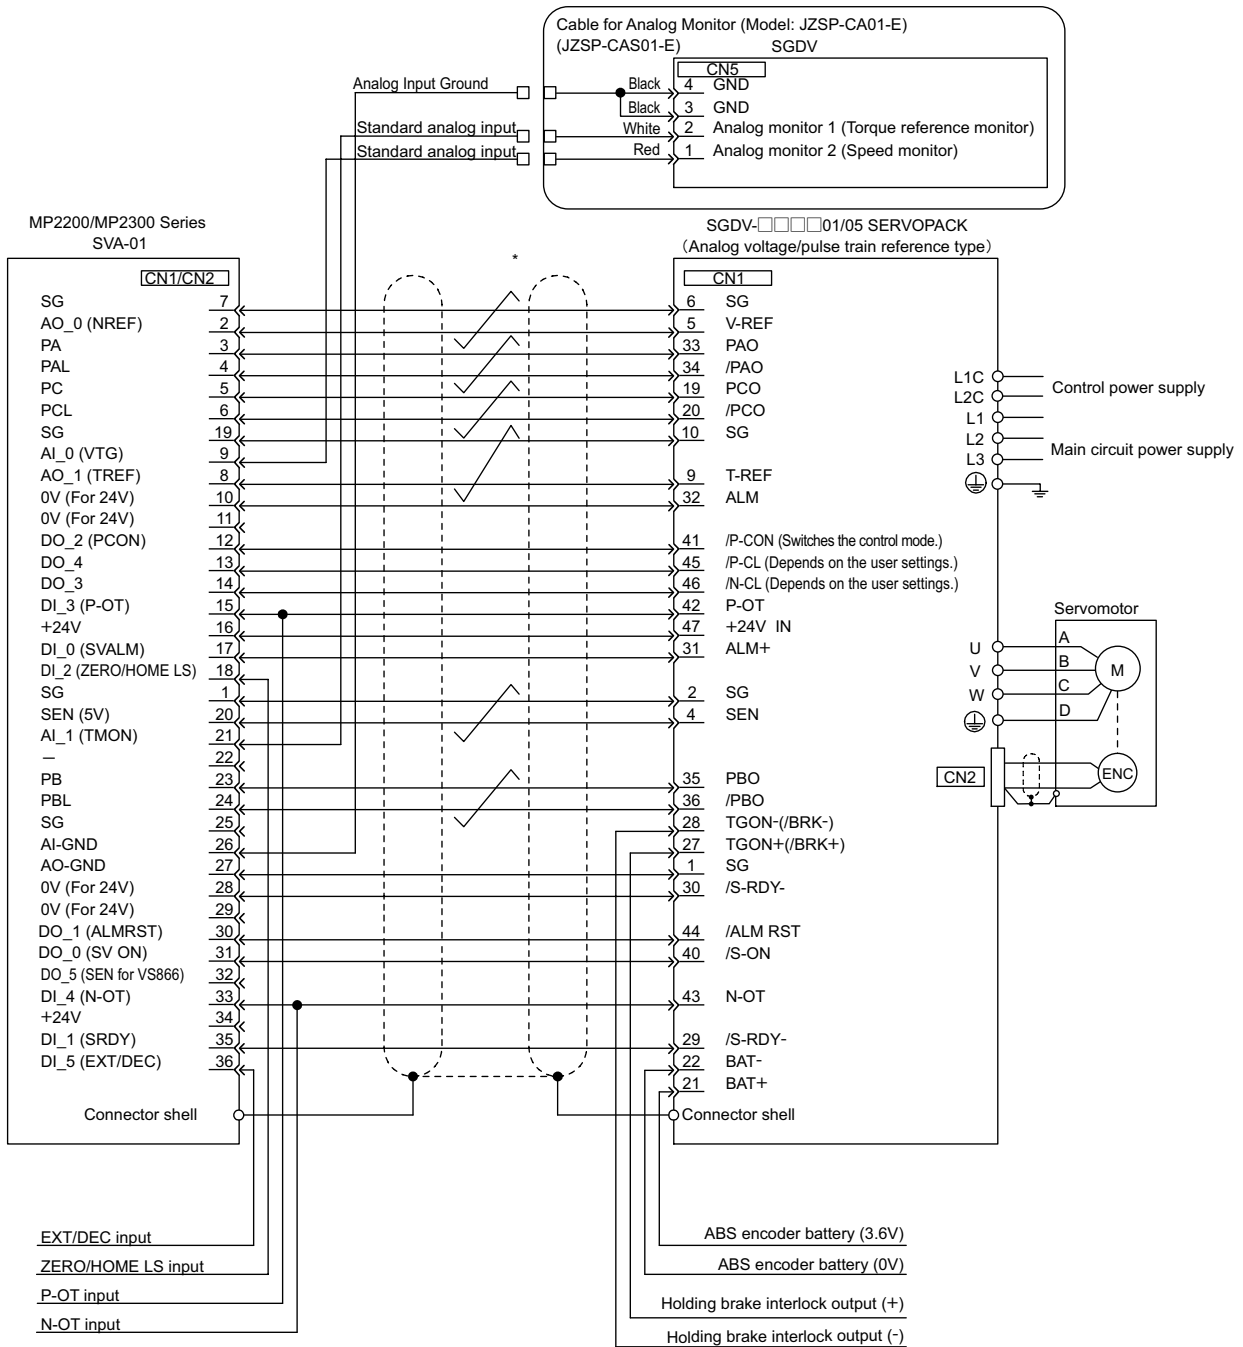 Cable for Analog Monitor (Model: JZSP-CA01-E)
(JZSP-CAS01-E)
SGDV
CN5
Analog Input Ground
Black 4 GND
Black 3 GND
Standard analog input
White 2 Analog monitor 1 (Torque reference monitor)
Standard analog input
Red 1 Analog monitor 2 (Speed monitor)
MP2200/MP2300 Series
SVA-01
CN1/CN2
SG 7
AO_0 (NREF) 2
PA 3
PAL 4
PC 5
PCL 6
SG 19
AI_0 (VTG) 9
AO_1 (TREF) 8
0V (For 24V) 10
0V (For 24V) 11
DO_2 (PCON) 12
DO_4 13
DO_3 14
DI_3 (P-OT) 15
+24V 16
DI_0 (SVALM) 17
DI_2 (ZERO/HOME LS) 18
SG 1
SEN (5V) 20
AI_1 (TMON) 21
– 22
PB 23
PBL 24
SG 25
AI-GND 26
AO-GND 27
0V (For 24V) 28
0V (For 24V) 29
DO_1 (ALMRST) 30
DO_0 (SV ON) 31
DO_5 (SEN for VS866) 32
DI_4 (N-OT) 33
+24V 34
DI_1 (SRDY) 35
DI_5 (EXT/DEC) 36
Connector shell
*
SGDV-□□□□01/05 SERVOPACK
(Analog voltage/pulse train reference type)
CN1
6 SG
5 V-REF
33 PAO
34 /PAO
19 PCO
20 /PCO
10 SG
9 T-REF
32 ALM
41 /P-CON (Switches the control mode.)
45 /P-CL (Depends on the user settings.)
46 /N-CL (Depends on the user settings.)
42 P-OT
47 +24V IN
31 ALM+
2 SG
4 SEN
35 PBO
36 /PBO
28 TGON-(/BRK-)
27 TGON+(/BRK+)
1 SG
30 /S-RDY-
44 /ALM RST
40 /S-ON
43 N-OT
29 /S-RDY-
22 BAT-
21 BAT+
Connector shell
L1C
L2C
Control power supply
L1
L2
L3
Main circuit power supply
Servomotor
U A
V B
W C
D
M
CN2
ENC
EXT/DEC input
ZERO/HOME LS input
P-OT input
N-OT input
ABS encoder battery (3.6V)
ABS encoder battery (0V)
Holding brake interlock output (+)
Holding brake interlock output (-)